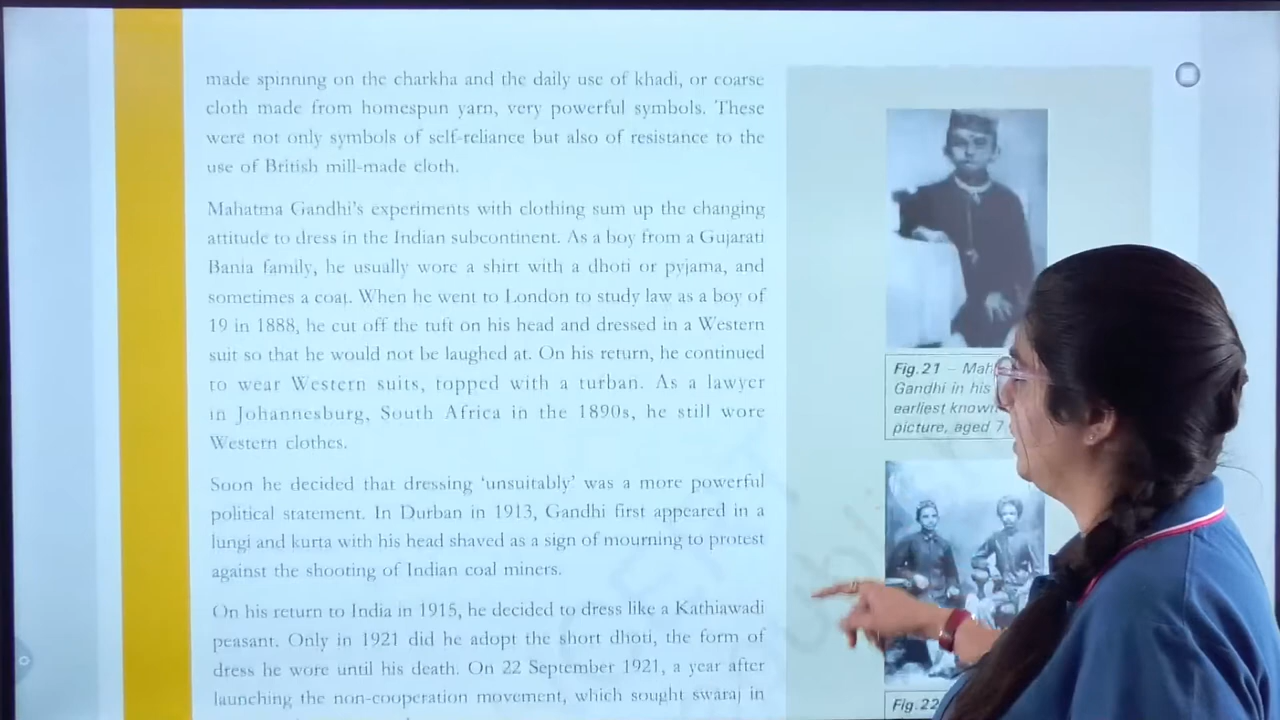 made spinning on the charkha and the daily use of khadi, or coarse
cloth made from homespun yarn, very powerful symbols. These
were not only symbols of self-reliance but also of resistance to the
use of British mill-made cloth.
Mahatma Gandhi's experiments with clothing sum up the changing
attitude to dress in the Indian subcontinent. As a boy from a Gujarati
Bania family, he usually wore a shirt with a dhoti or pyjama, and
sometimes a coat. When he went to London to study law as a boy of
19 in 1888, he cut off the tuft on his head and dressed in a Western
suit so that he would not be laughed at. On his return, he continued
to wear Western suits, topped with a turban. As a lawyer
in Johannesburg, South Africa in the 1890s, he still wore
Western clothes.
Soon he decided that dressing 'unsuitably' was a more powerful
political statement. In Durban in 1913, Gandhi first appeared in a
lungi and kurta with his head shaved as a sign of mourning to protest
against the shooting of Indian coal miners.
On his return to India in 1915, he decided to dress like a Kathiawadi
peasant. Only in 1921 did he adopt the short dhoti, the form of
dress he wore until his death. On 22 September 1921, a year after
launching the non-cooperation movement, which sought swaraj in
Fig.21 – Mah
Gandhi in his
earliest known
picture, aged 7
Fig.22